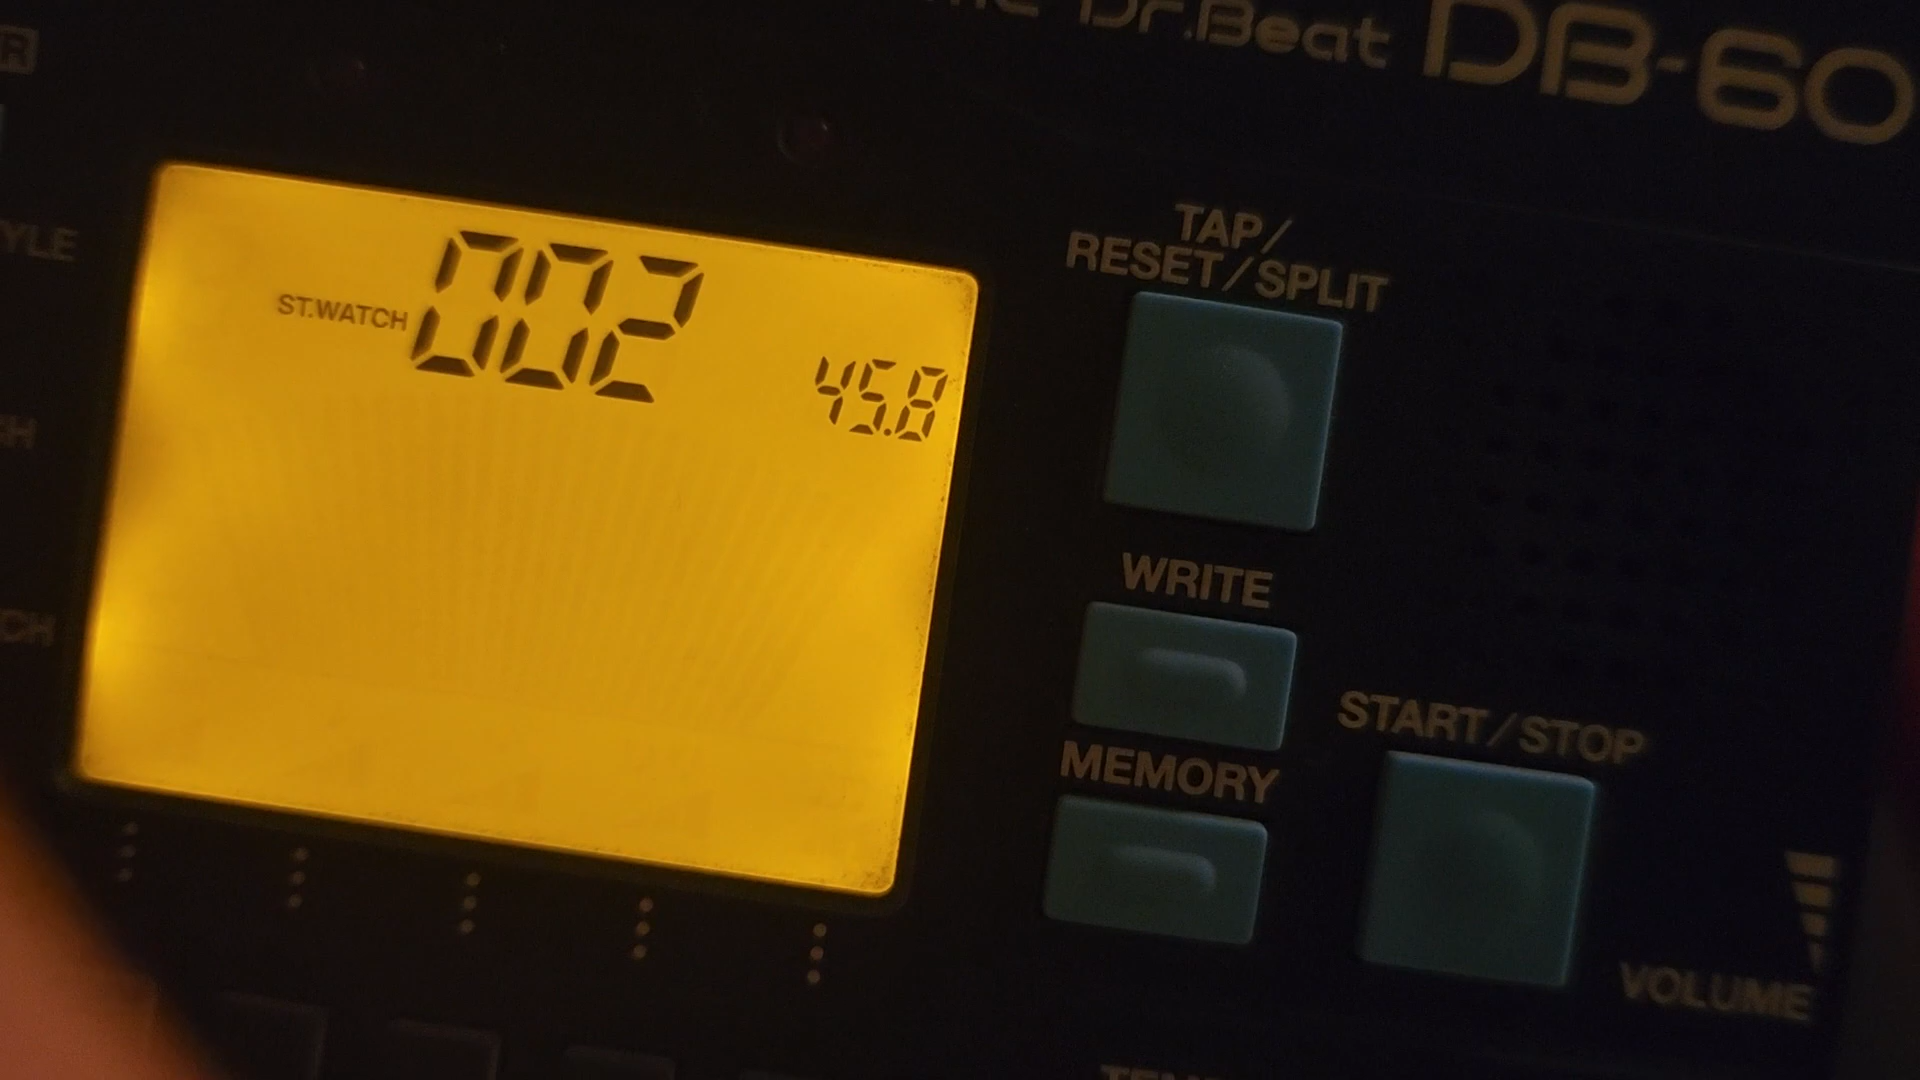 Dr.Beat DB-60
TAP/
RESET/SPLIT
ST.WATCH 002
45.8
WRITE
START/STOP
MEMORY
VOLUME